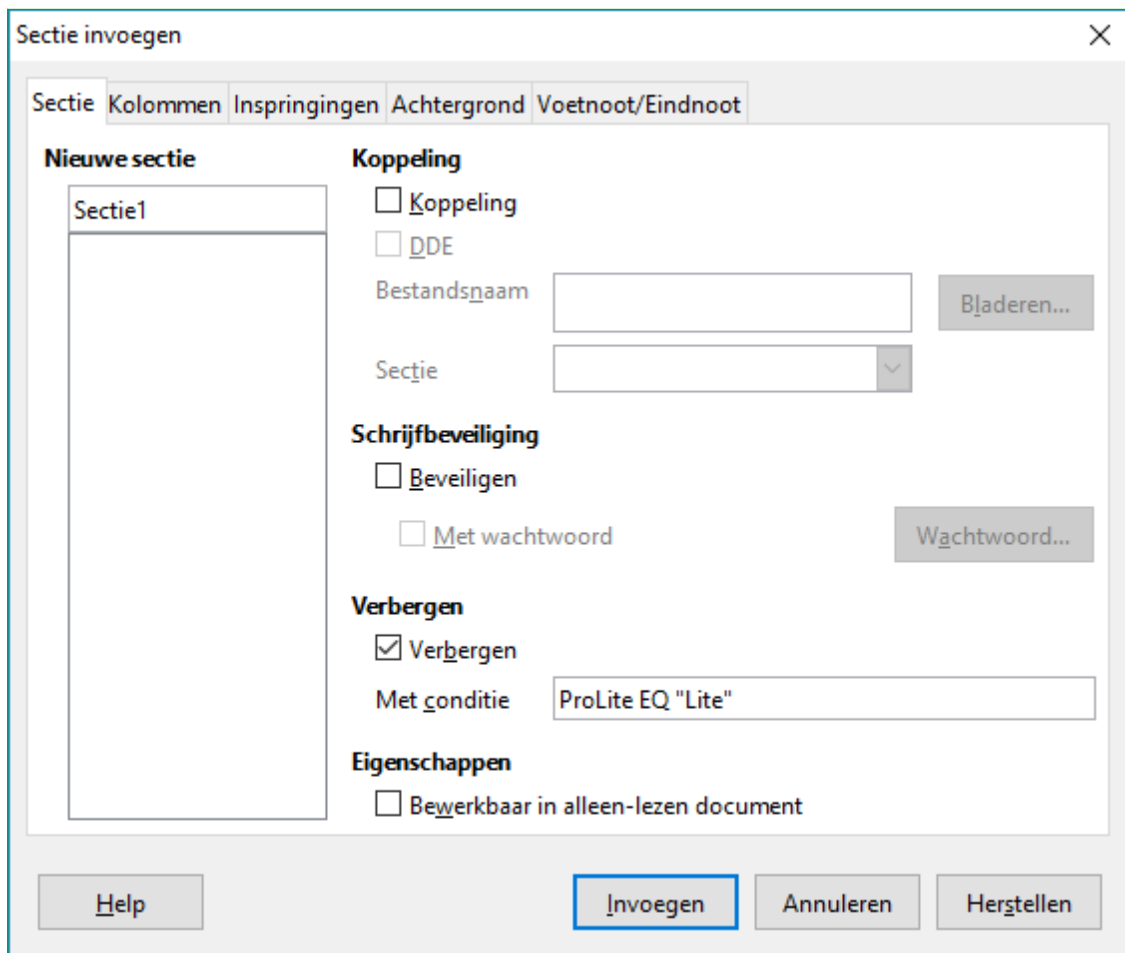 Sectie invoegen
Sectie Kolommen Inspringingen Achtergrond Voetnoot/Eindnoot
Nieuwe sectie
Sectie1
Koppeling
Koppeling
DDE
Bestandsnaam
Bladeren...
Sectie
Schrijfbeveiliging
Beveiligen
Met wachtwoord
Wachtwoord...
Verbergen
Verbergen
Met conditie ProLite EQ "Lite"
Eigenschappen
Bewerkbaar in alleen-lezen document
Help Invoegen Annuleren Herstellen